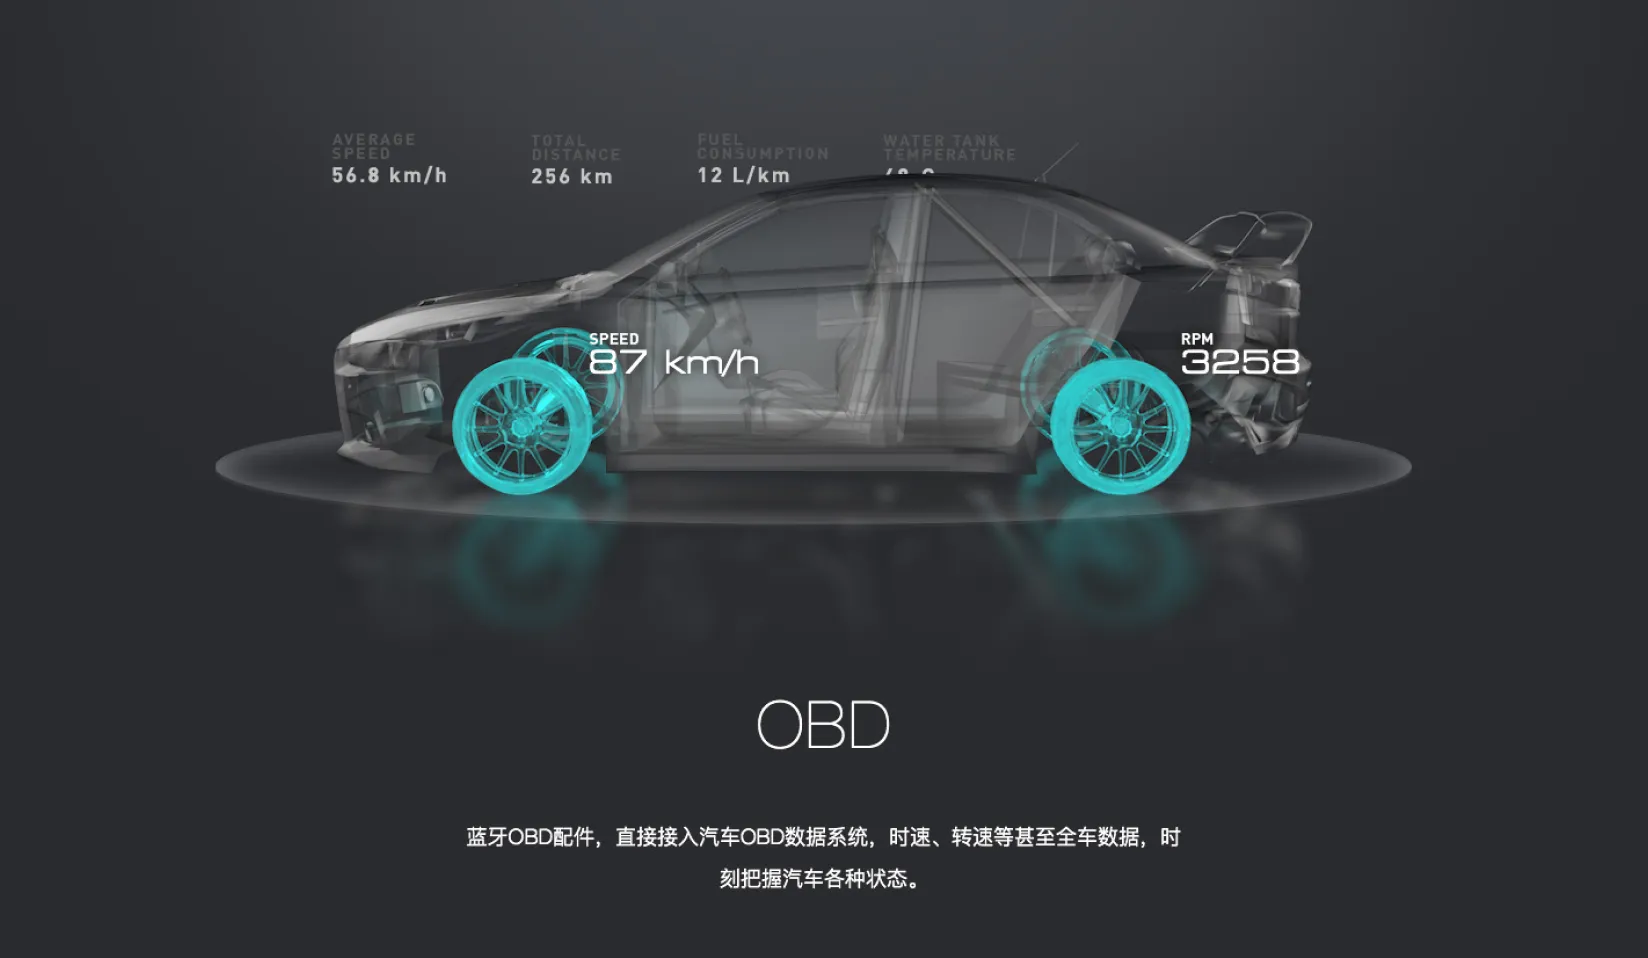 AVERAGE
SPEED
56.8 km/h
TOTAL
DISTANCE
256 km
FUEL
CONSUMPTION
12 L/km
WATER TANK
TEMPERATURE
SPEED
87 km/h
RPM
3258
OBD
蓝牙OBD配件，直接接入汽车OBD数据系统，时速、转速等甚至全车数据，时
刻把握汽车各种状态。